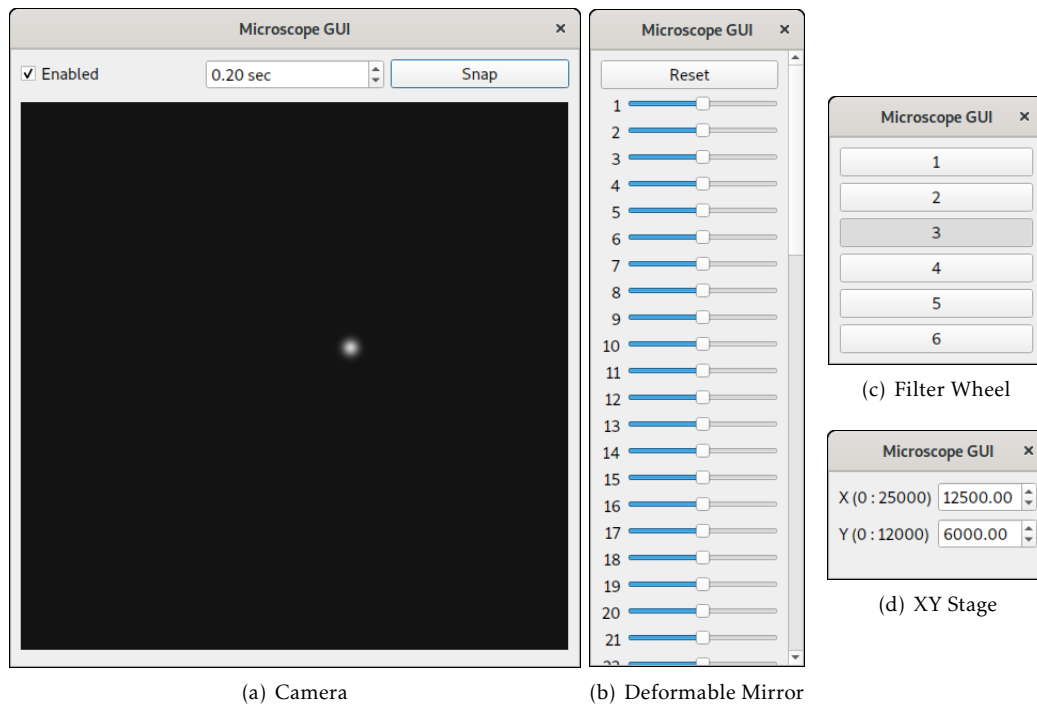 Microscope GUI ×
Enabled 0.20 sec Snap
(a) Camera
Microscope GUI ×
Reset
1
2
3
4
5
6
7
8
9
10
11
12
13
14
15
16
17
18
19
20
21
22
(b) Deformable Mirror
Microscope GUI ×
1
2
3
4
5
6
(c) Filter Wheel
Microscope GUI ×
X (0 : 25000) 12500.00
Y (0 : 12000) 6000.00
(d) XY Stage